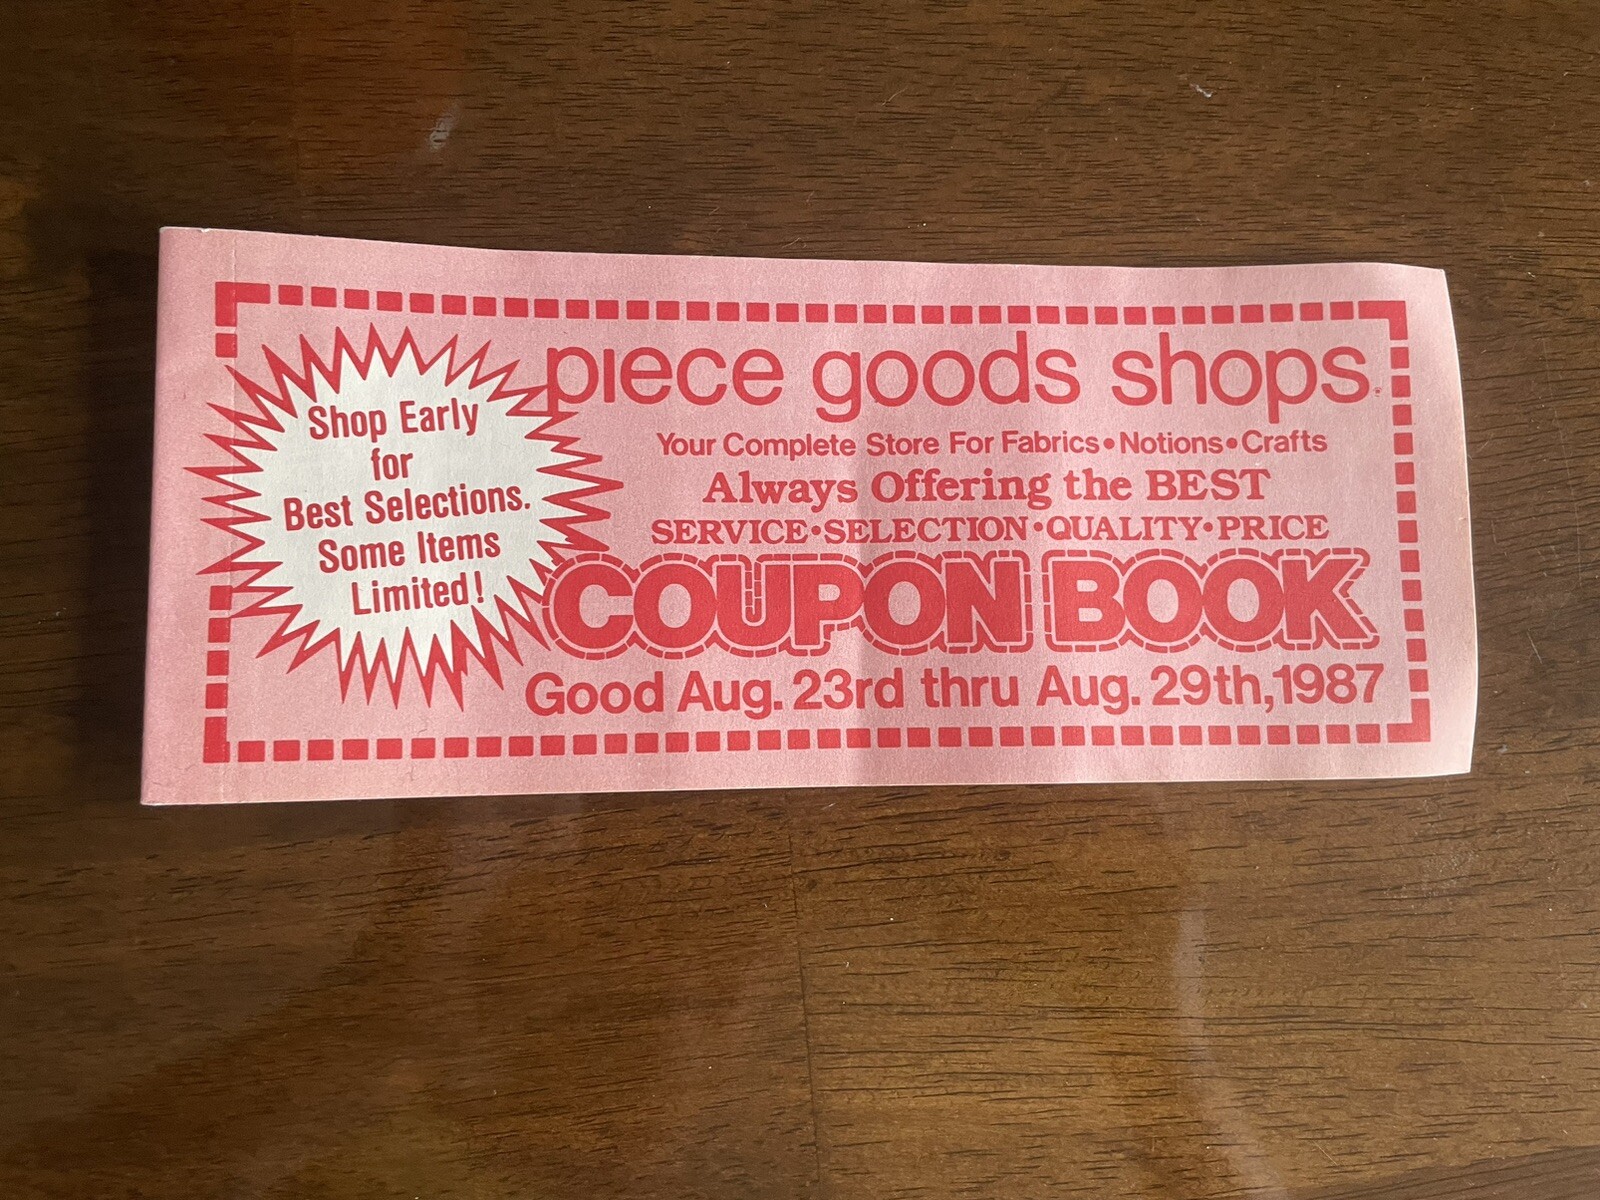 Shop Early
for
Best Selections.
Some Items
Limited!
piece goods shops.
Your Complete Store For Fabrics•Notions•Crafts
Always Offering the BEST
SERVICE•SELECTION•QUALITY•PRICE
COUPON BOOK
Good Aug. 23rd thru Aug. 29th,1987